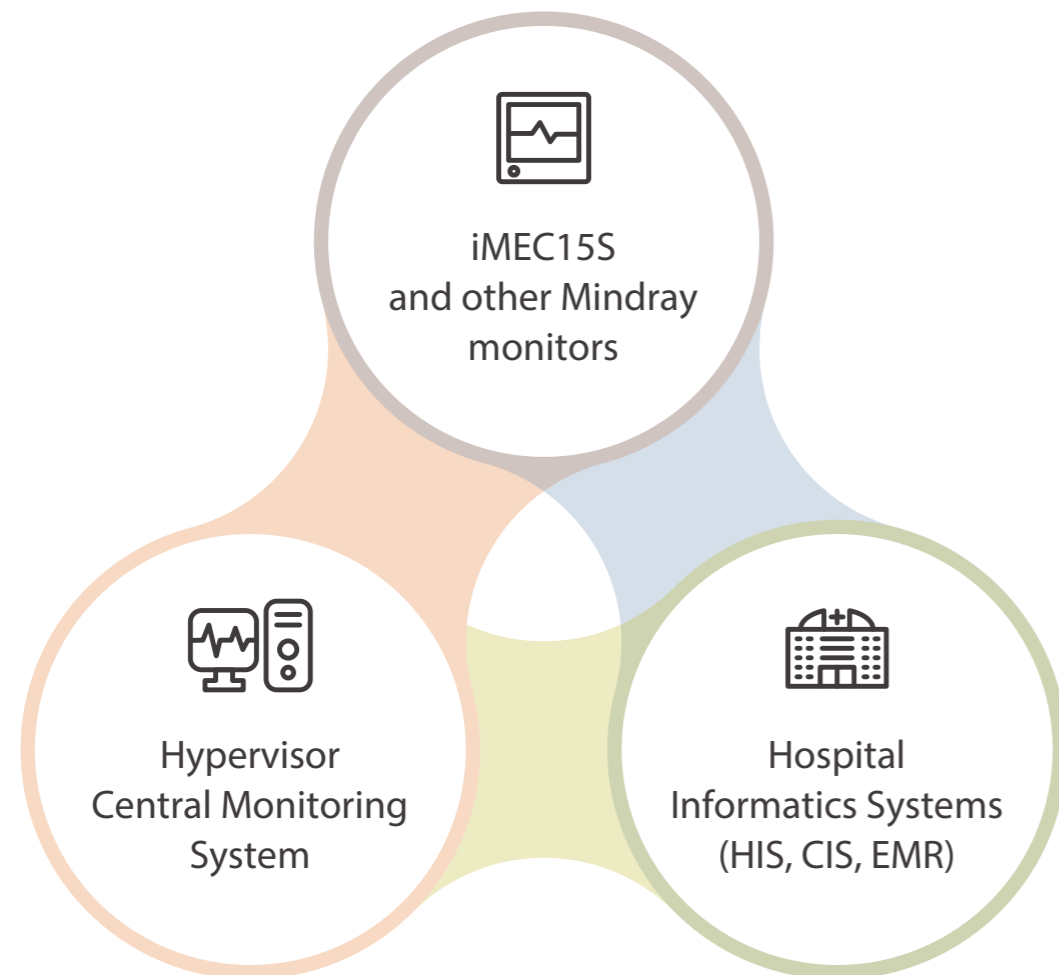 iMEC15S
and other Mindray
monitors
Hypervisor
Central Monitoring
System
Hospital
Informatics Systems
(HIS, CIS, EMR)